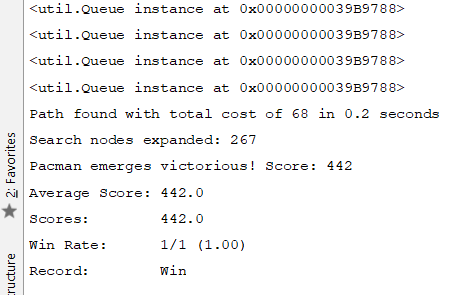 <util.Queue instance at 0x00000000039B9788>
<util.Queue instance at 0x00000000039B9788>
<util.Queue instance at 0x00000000039B9788>
<util.Queue instance at 0x00000000039B9788>
Path found with total cost of 68 in 0.2 seconds
Search nodes expanded: 267
Pacman emerges victorious! Score: 442
Average Score: 442.0
Scores:        442.0
Win Rate:      1/1 (1.00)
Record:        Win
2: Favorites
ructure